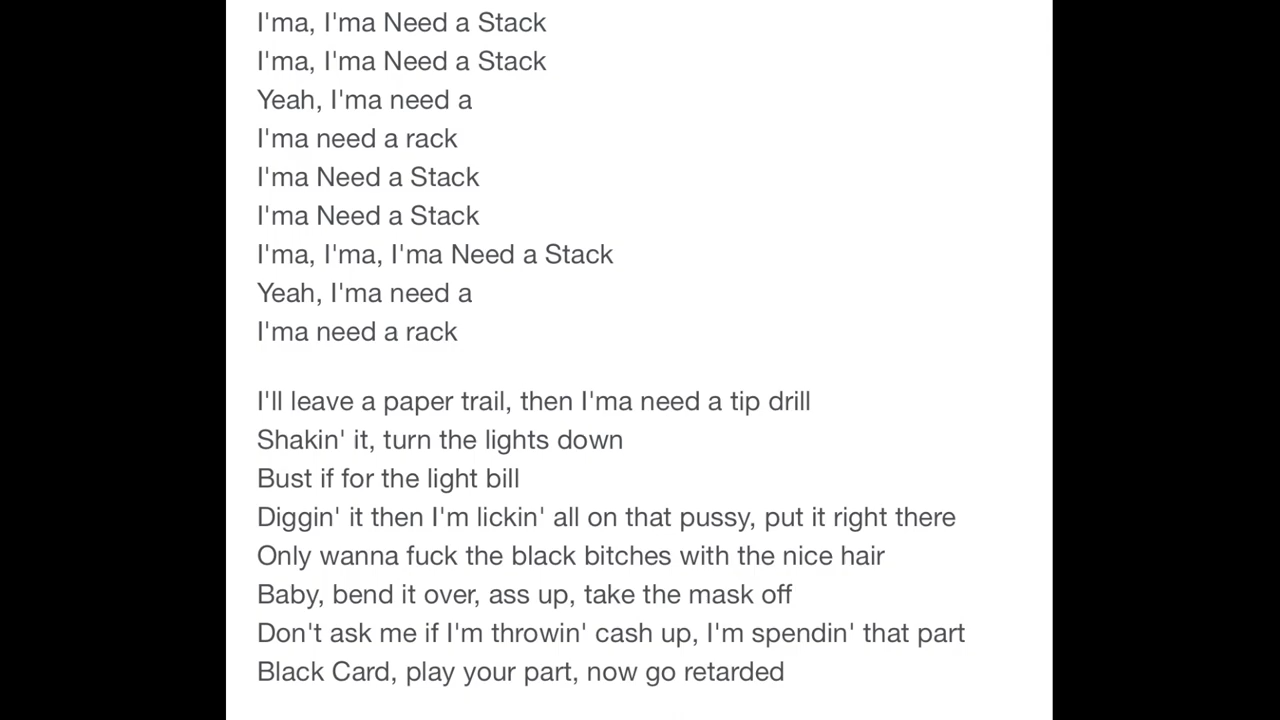 I'ma, I'ma Need a Stack
I'ma, I'ma Need a Stack
Yeah, I'ma need a
I'ma need a rack
I'ma Need a Stack
I'ma Need a Stack
I'ma, I'ma, I'ma Need a Stack
Yeah, I'ma need a
I'ma need a rack
I'll leave a paper trail, then I'ma need a tip drill
Shakin' it, turn the lights down
Bust if for the light bill
Diggin' it then I'm lickin' all on that pussy, put it right there
Only wanna fuck the black bitches with the nice hair
Baby, bend it over, ass up, take the mask off
Don't ask me if I'm throwin' cash up, I'm spendin' that part
Black Card, play your part, now go retarded